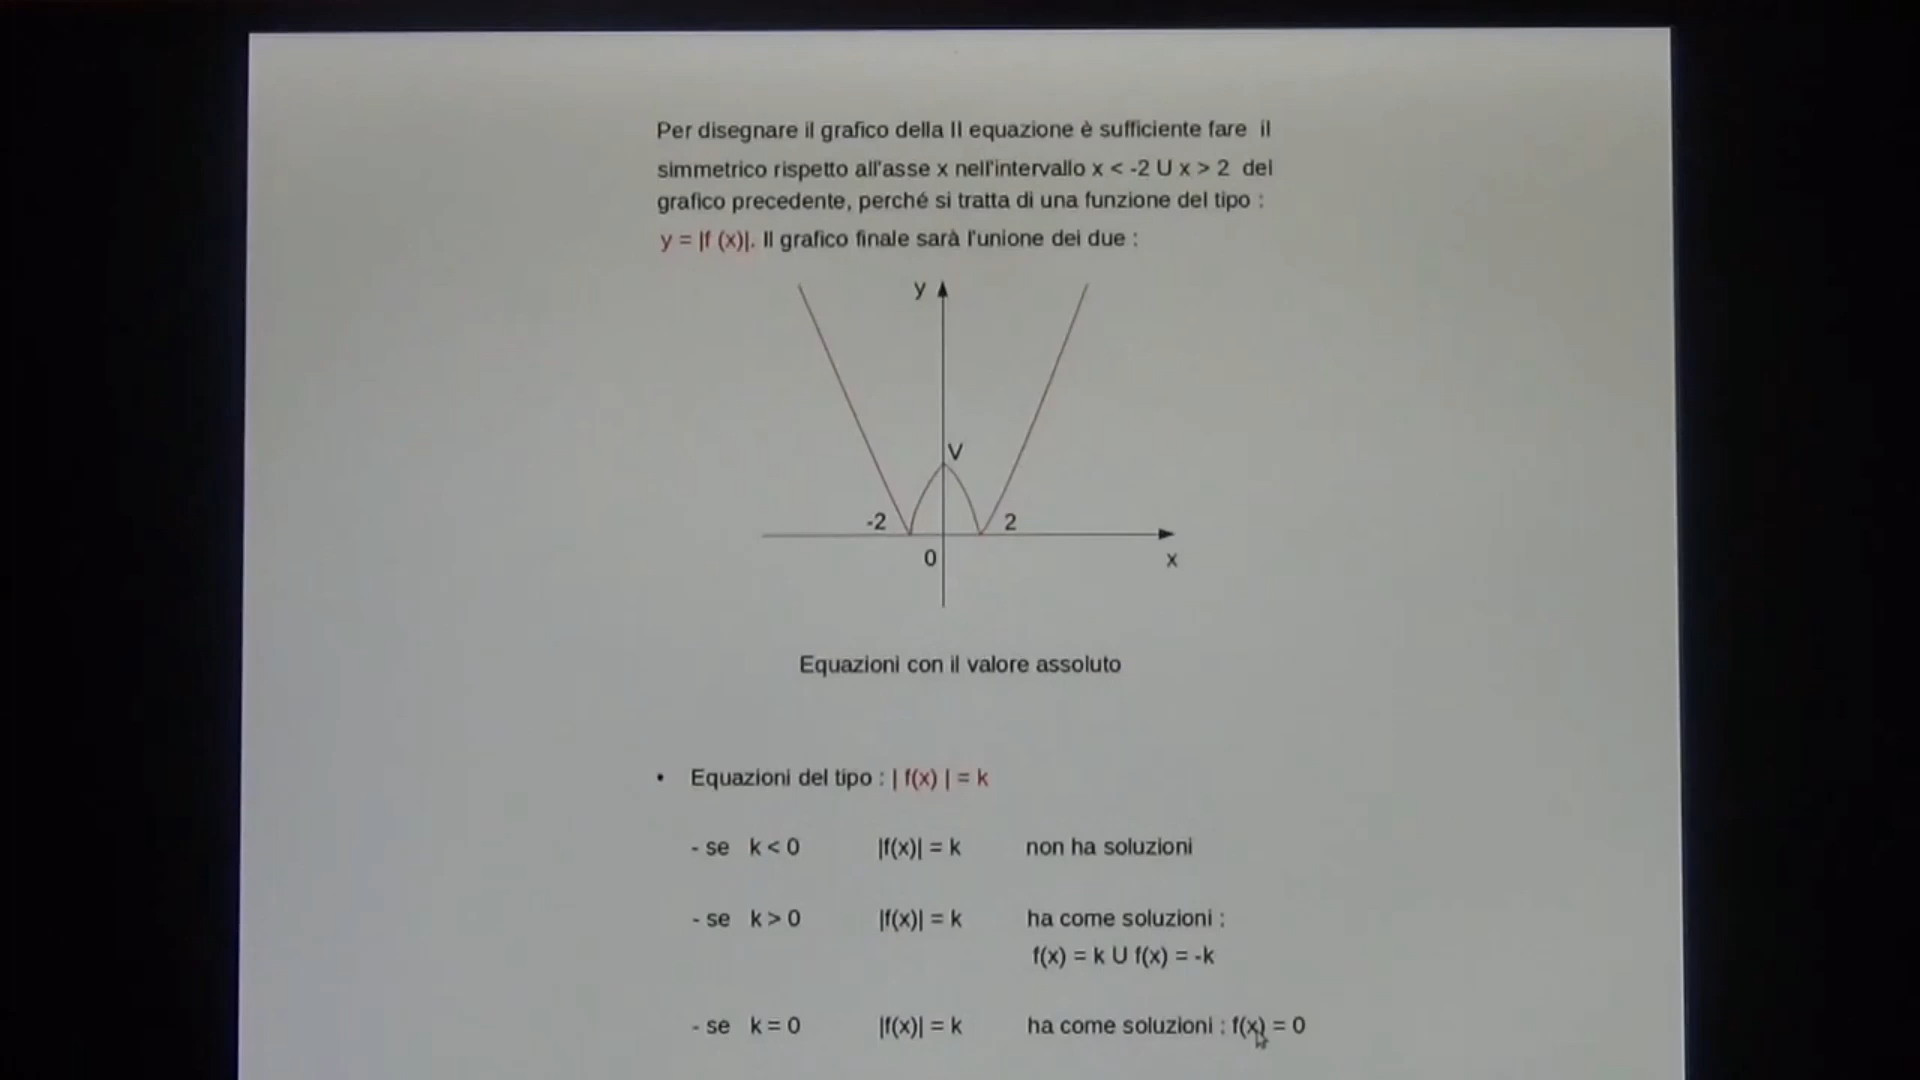 Per disegnare il grafico della II equazione è sufficiente fare il
simmetrico rispetto all'asse x nell'intervallo x < -2 U x > 2 del
grafico precedente, perché si tratta di una funzione del tipo :
y = |f (x)|. Il grafico finale sarà l'unione dei due :
y
V
-2 2
0
x
Equazioni con il valore assoluto
• Equazioni del tipo : | f(x) | = k
- se k < 0 |f(x)| = k non ha soluzioni
- se k > 0 |f(x)| = k ha come soluzioni :
f(x) = k U f(x) = -k
- se k = 0 |f(x)| = k ha come soluzioni : f(x) = 0